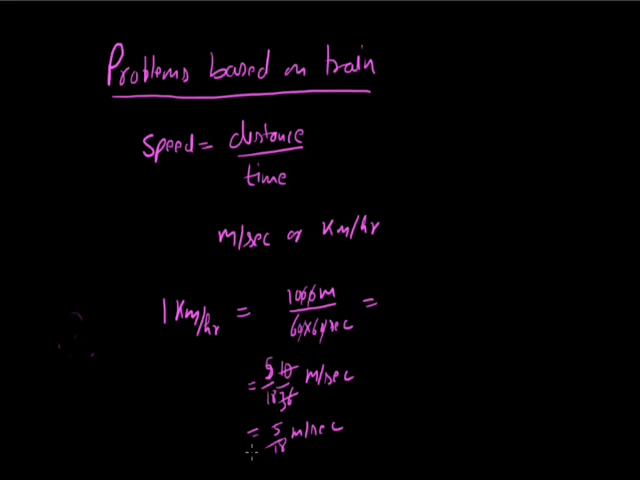 Problems based on train
Speed = distance / time
m/sec or Km/hr
1 Km/hr = 1000m / 60×60 sec =
= 5 10 / 18 36 m/sec
= 5/18 m/sec